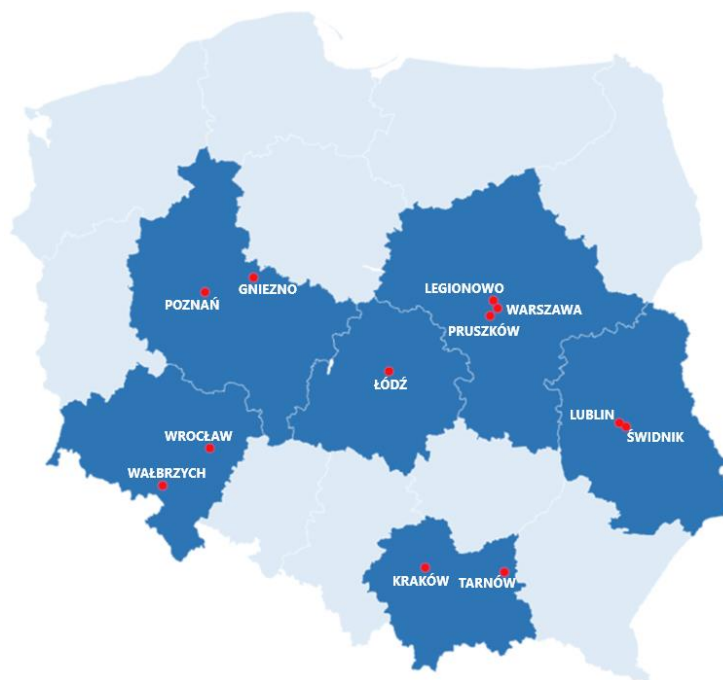 GNIEZNO
LEGIONOWO
POZNAŃ
WARSZAWA
PRUSZKÓW
ŁÓDŹ
LUBLIN
WROCŁAW
ŚWIDNIK
WAŁBRZYCH
KRAKÓW
TARNÓW